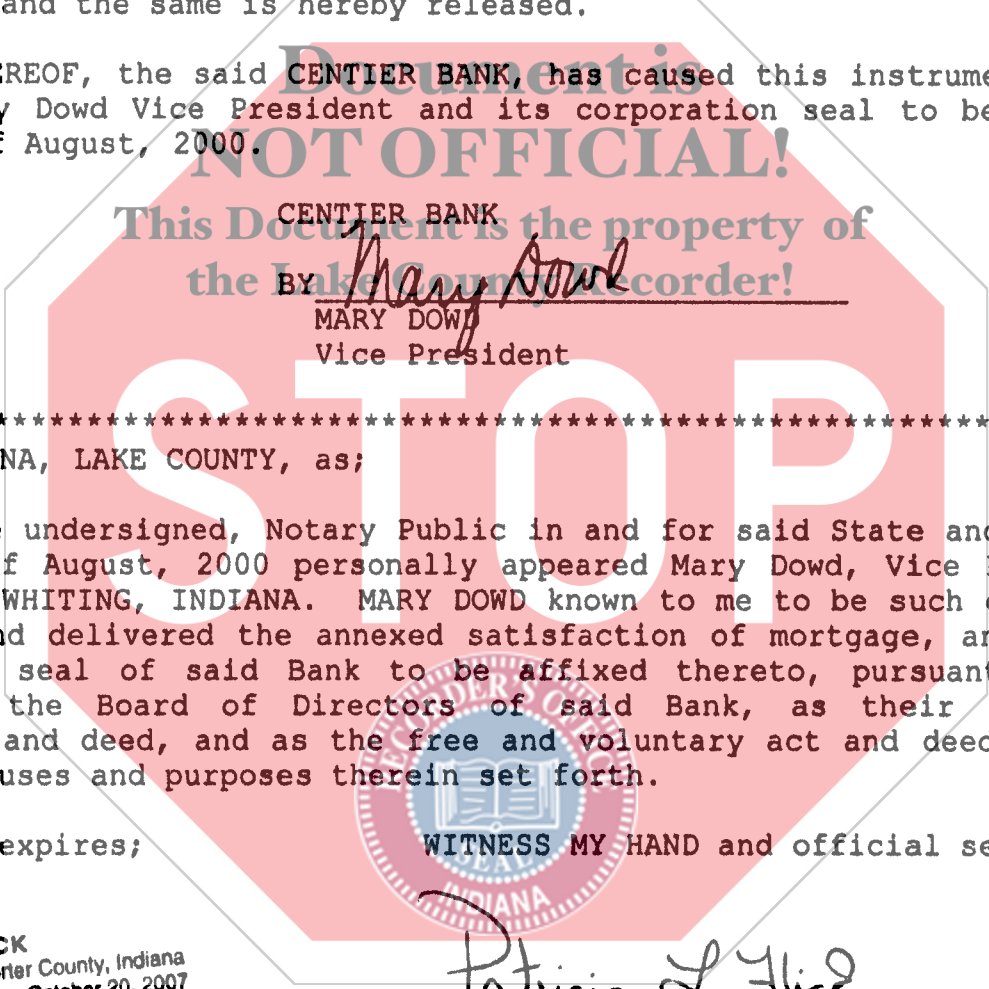 and the same is hereby released.
REOF, the said CENTIER BANK, has caused this instrume
y Dowd Vice President and its corporation seal to be
f August, 2000.
Document is
NOT OFFICIAL!
This Document is the property of
the Lake County Recorder!
CENTIER BANK
BY Mary Dowd
MARY DOWD
Vice President
STOP
*****************************************************
NA, LAKE COUNTY, as;
undersigned, Notary Public in and for said State and
f August, 2000 personally appeared Mary Dowd, Vice
WHITING, INDIANA. MARY DOWD known to me to be such
nd delivered the annexed satisfaction of mortgage, an
seal of said Bank to be affixed thereto, pursuant
the Board of Directors of said Bank, as their
and deed, and as the free and voluntary act and deed
uses and purposes therein set forth.
RECORDER'S OFFICE
SEAL
INDIANA
expires;
WITNESS MY HAND and official se
CK
rter County, Indiana
October 20, 2007
Patricia L